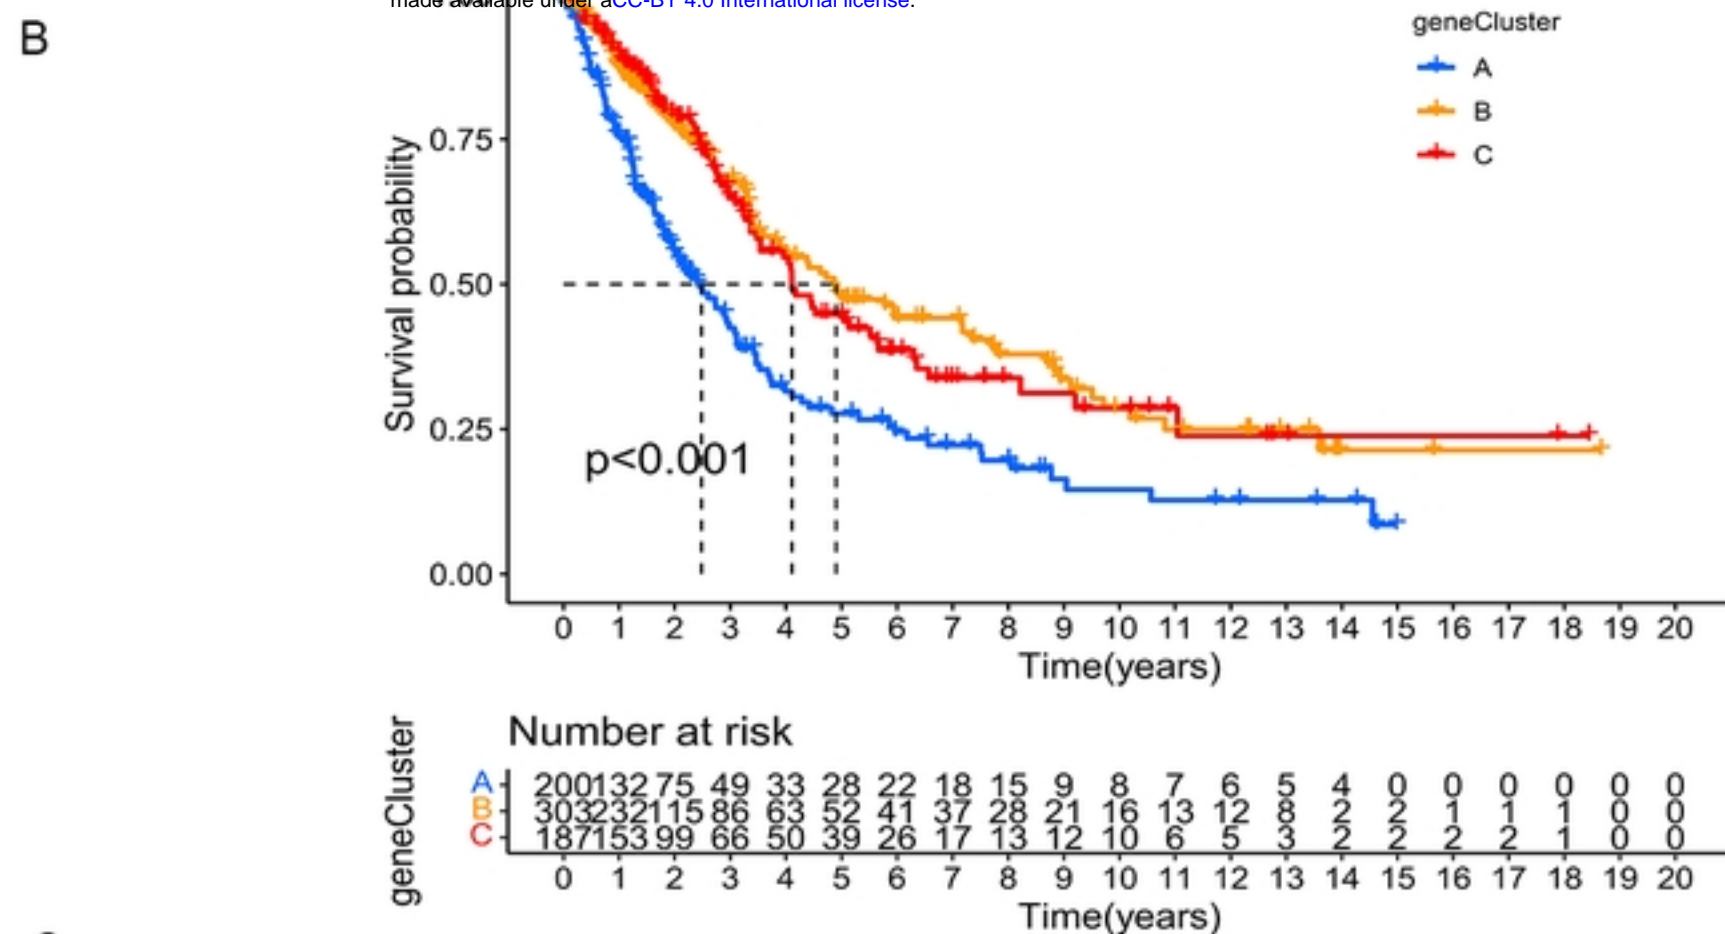 made available under aCC-BY 4.0 International license.
B
geneCluster
A
B
C
Survival probability
0.75
0.50
0.25
0.00
p<0.001
0 1 2 3 4 5 6 7 8 9 10 11 12 13 14 15 16 17 18 19 20
Time(years)
Number at risk
geneCluster
A 200 132 75 49 33 28 22 18 15 9 8 7 6 5 4 0 0 0 0 0 0
B 303 232 115 86 63 52 41 37 28 21 16 13 12 8 2 2 1 1 1 0 0
C 187 153 99 66 50 39 26 17 13 12 10 6 5 3 2 2 2 2 1 0 0
0 1 2 3 4 5 6 7 8 9 10 11 12 13 14 15 16 17 18 19 20
Time(years)